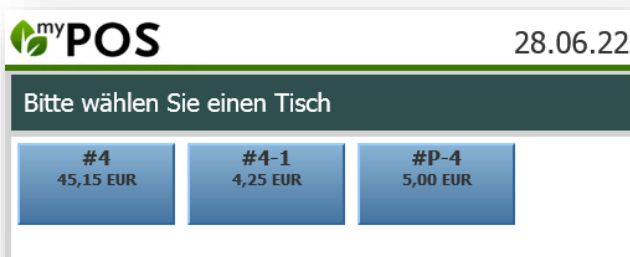 myPOS
28.06.22
Bitte wählen Sie einen Tisch
#4
45,15 EUR
#4-1
4,25 EUR
#P-4
5,00 EUR